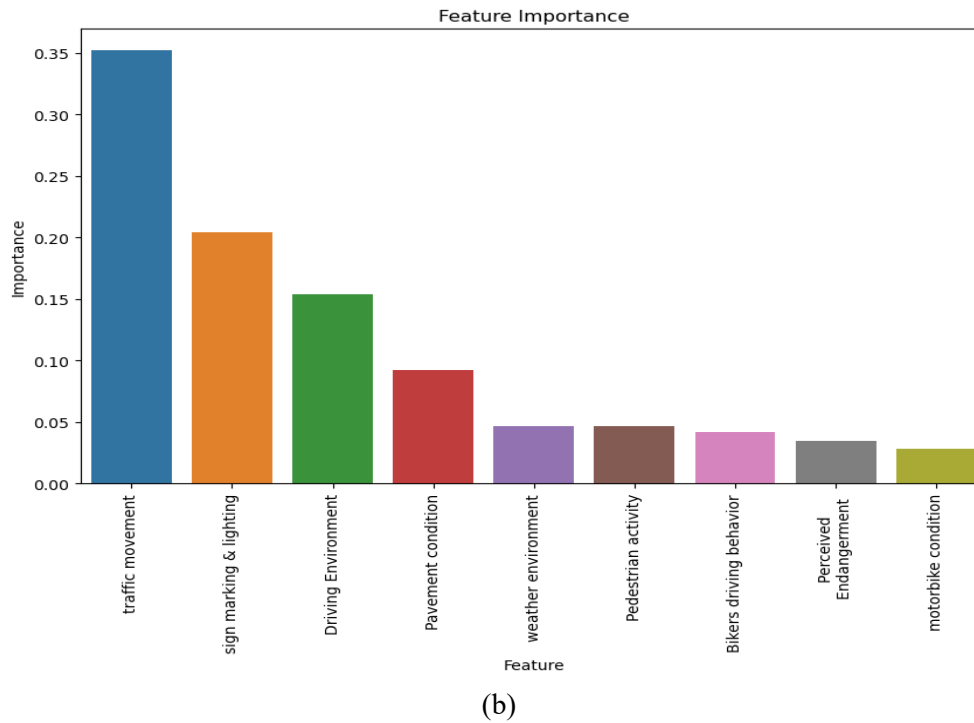 Feature Importance
Importance
0.35
0.30
0.25
0.20
0.15
0.10
0.05
0.00
traffic movement
sign marking & lighting
Driving Environment
Pavement condition
weather environment
Pedestrian activity
Bikers driving behavior
Perceived
Endangerment
motorbike condition
Feature
(b)